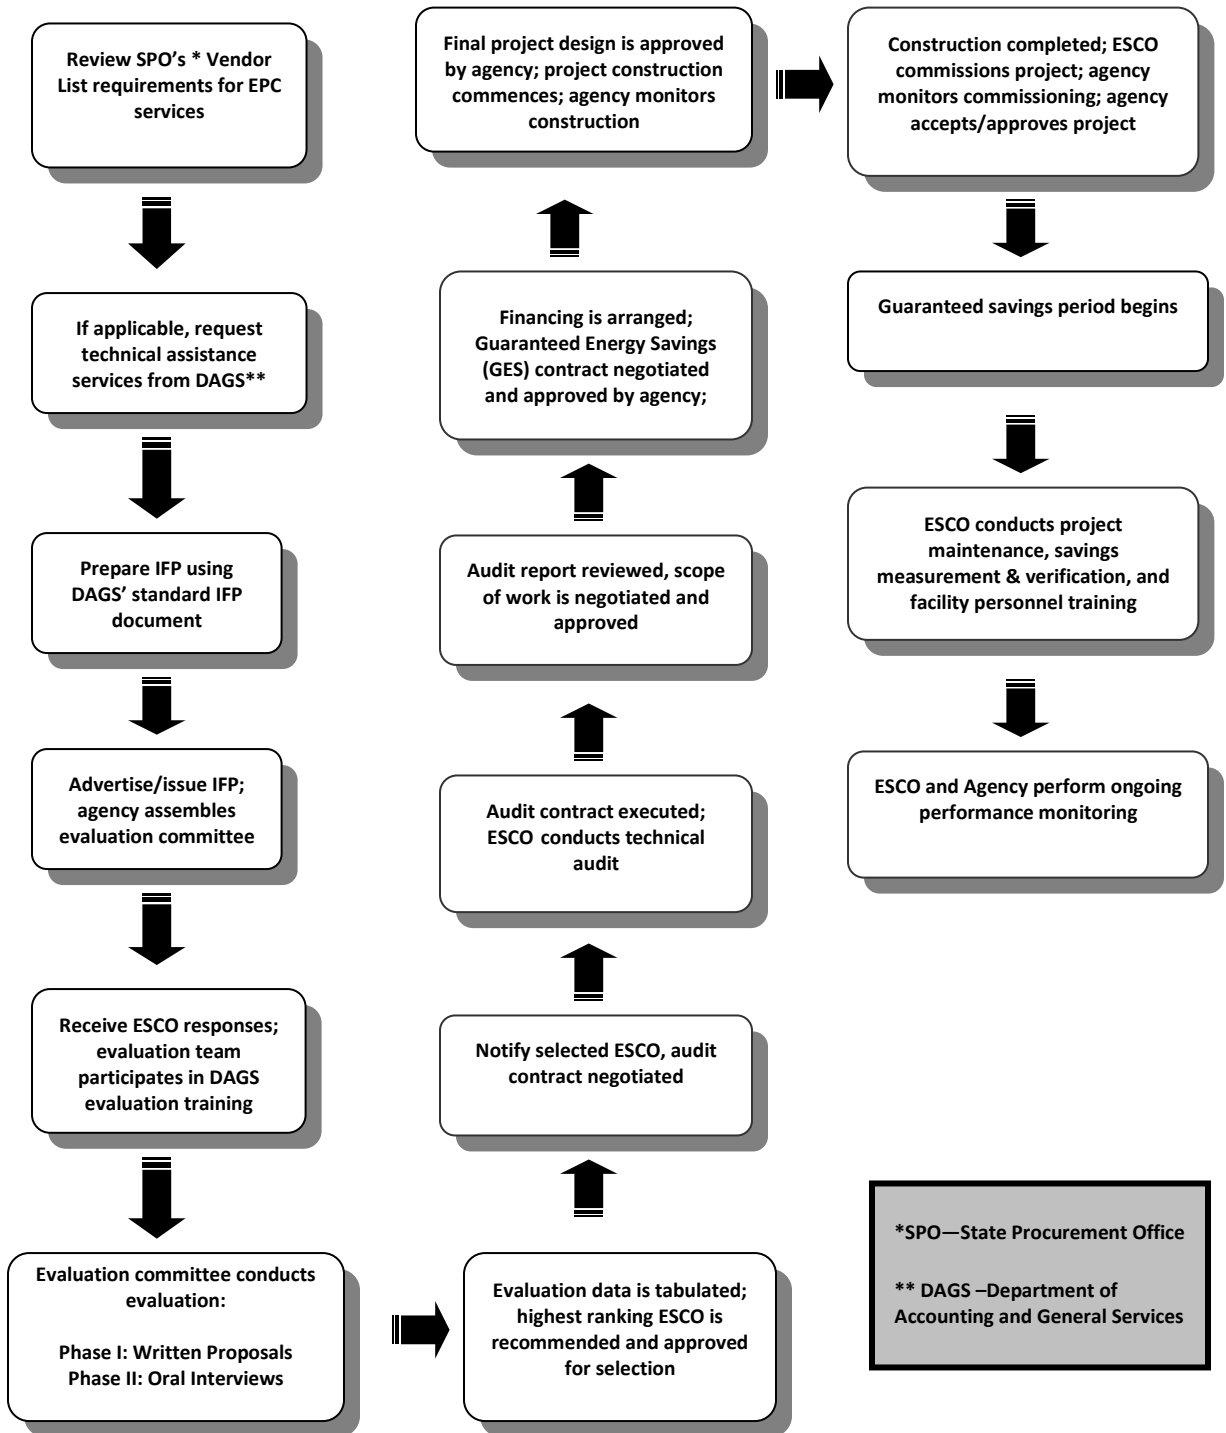 Review SPO’s * Vendor
List requirements for EPC
services
If applicable, request
technical assistance
services from DAGS**
Prepare IFP using
DAGS’ standard IFP
document
Advertise/issue IFP;
agency assembles
evaluation committee
Receive ESCO responses;
evaluation team
participates in DAGS
evaluation training
Evaluation committee conducts
evaluation:
Phase I: Written Proposals
Phase II: Oral Interviews
Evaluation data is tabulated;
highest ranking ESCO is
recommended and approved
for selection
Notify selected ESCO, audit
contract negotiated
Audit contract executed;
ESCO conducts technical
audit
Audit report reviewed, scope
of work is negotiated and
approved
Financing is arranged;
Guaranteed Energy Savings
(GES) contract negotiated
and approved by agency;
Final project design is approved
by agency; project construction
commences; agency monitors
construction
Construction completed; ESCO
commissions project; agency
monitors commissioning; agency
accepts/approves project
Guaranteed savings period begins
ESCO conducts project
maintenance, savings
measurement & verification, and
facility personnel training
ESCO and Agency perform ongoing
performance monitoring
*SPO—State Procurement Office
** DAGS –Department of
Accounting and General Services